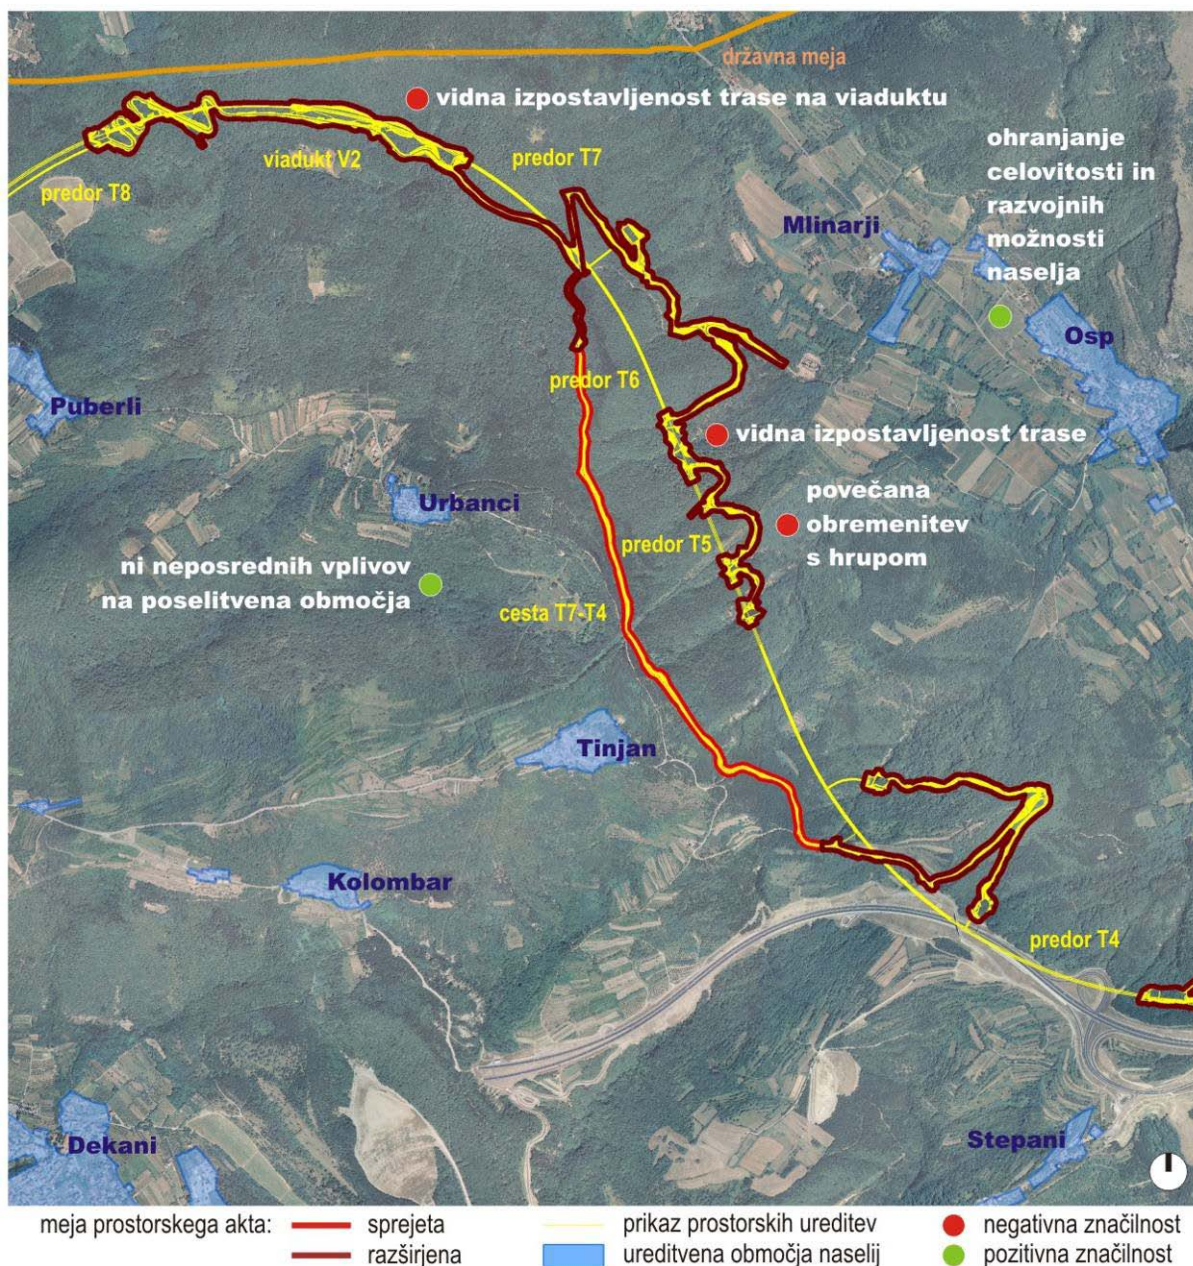 državna meja
vidna izpostavljenost trase na viaduktu
ohranjanje
celovitosti in
razvojnih
možnosti
naselja
viadukt V2
predor T7
predor T8
Mlinarji
Osp
predor T6
Puberli
vidna izpostavljenost trase
Urbanci
povečana
obremenitev
s hrupom
predor T5
ni neposrednih vplivov
na poselitvena območja
cesta T7-T4
Tinjan
Kolombar
predor T4
Dekani
Stepani
meja prostorskega akta:
sprejeta
prikaz prostorskih ureditev
negativna značilnost
razširjena
ureditvena območja naselij
pozitivna značilnost